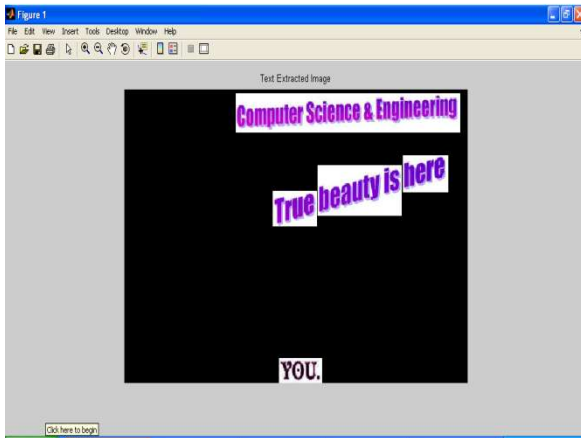 Figure 1
File Edit View Insert Tools Desktop Window Help
Text Extracted Image
Computer Science & Engineering
True beauty is here
YOU.
Click here to begin